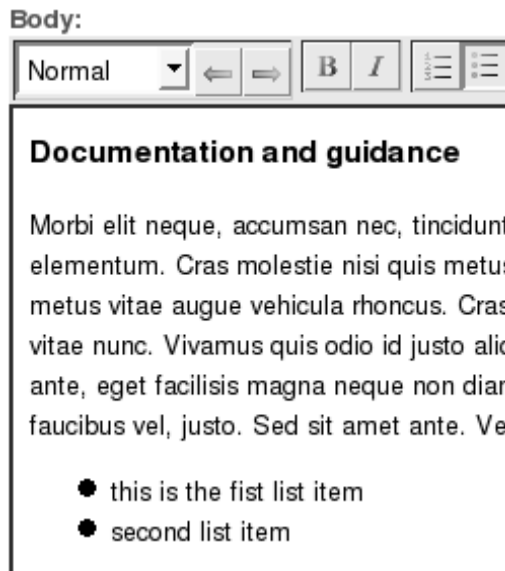 Body:
Normal
B I
Documentation and guidance
Morbi elit neque, accumsan nec, tincidunt
elementum. Cras molestie nisi quis metus
metus vitae augue vehicula rhoncus. Cras
vitae nunc. Vivamus quis odio id justo alic
ante, eget facilisis magna neque non diar
faucibus vel, justo. Sed sit amet ante. Ve
this is the fist list item
second list item